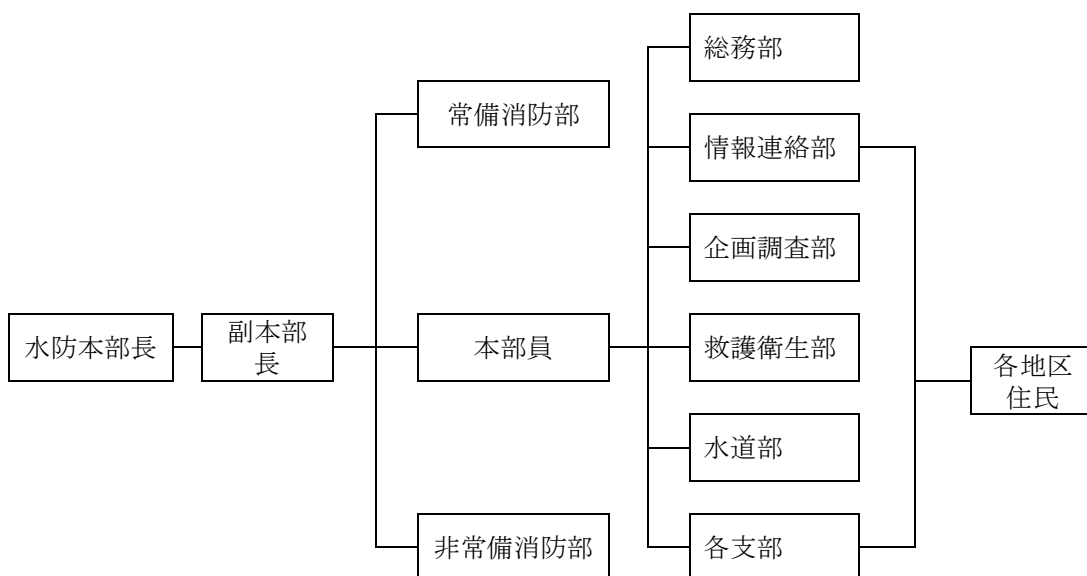 水防本部長
副本部
長
常備消防部
本部員
非常備消防部
総務部
情報連絡部
企画調査部
救護衛生部
水道部
各支部
各地区
住民